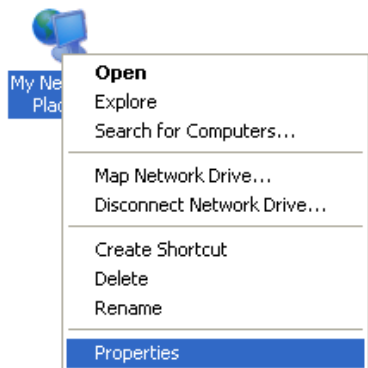 My Ne
Plac
Open
Explore
Search for Computers...
Map Network Drive...
Disconnect Network Drive...
Create Shortcut
Delete
Rename
Properties